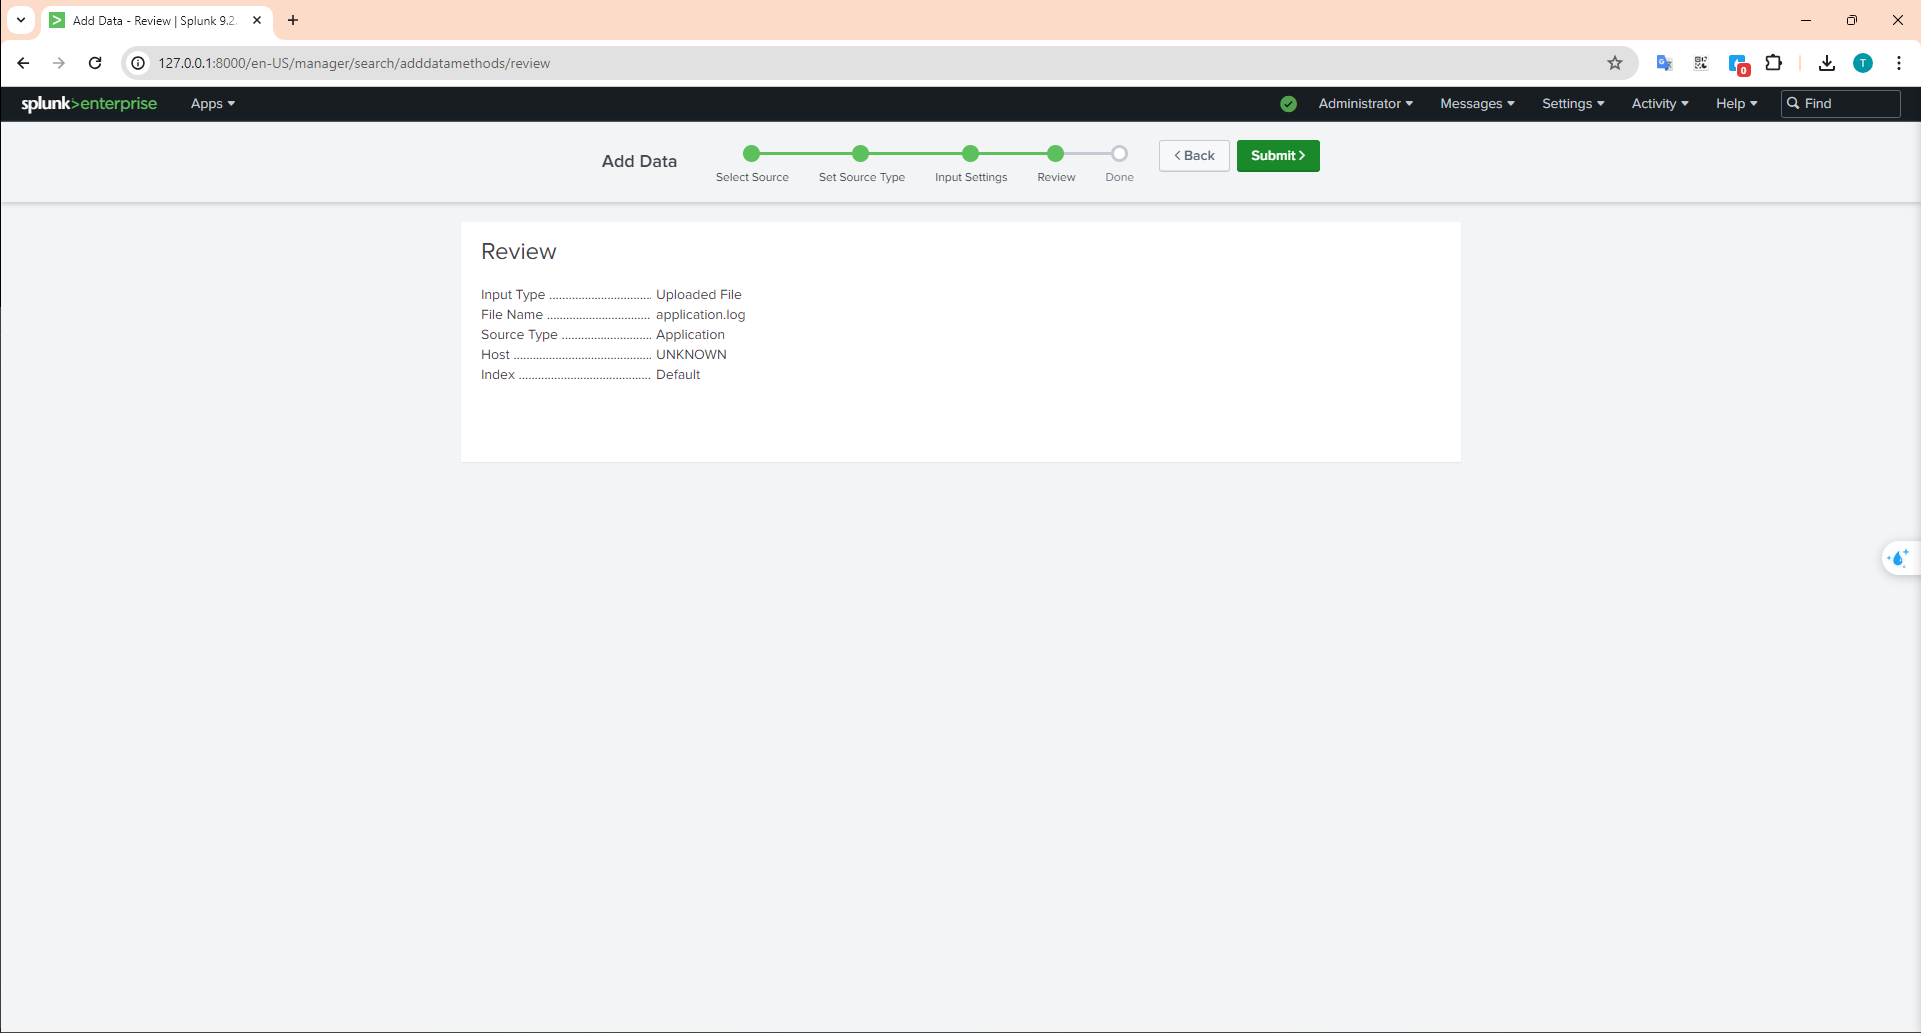 Add Data - Review | Splunk 9.2.
127.0.0.1:8000/en-US/manager/search/adddatamethods/review
0
T
splunk>enterprise Apps Administrator Messages Settings Activity Help Find
Add Data Select Source Set Source Type Input Settings Review Done < Back Submit >
Review
Input Type ................................ Uploaded File
File Name ................................ application.log
Source Type ............................ Application
Host ........................................... UNKNOWN
Index ......................................... Default